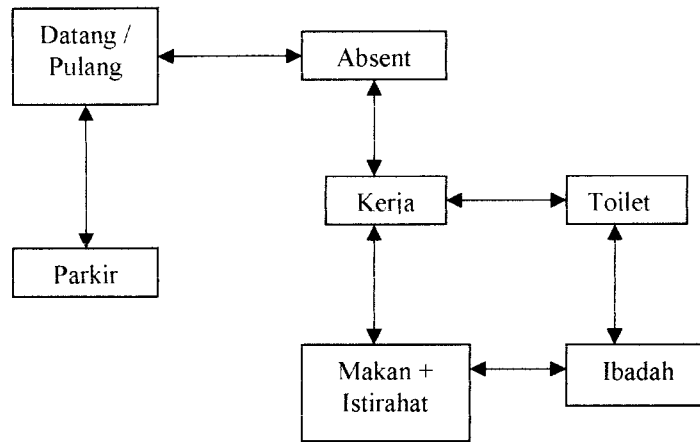 Datang /
Pulang
Absent
Kerja
Toilet
Parkir
Makan +
Istirahat
Ibadah